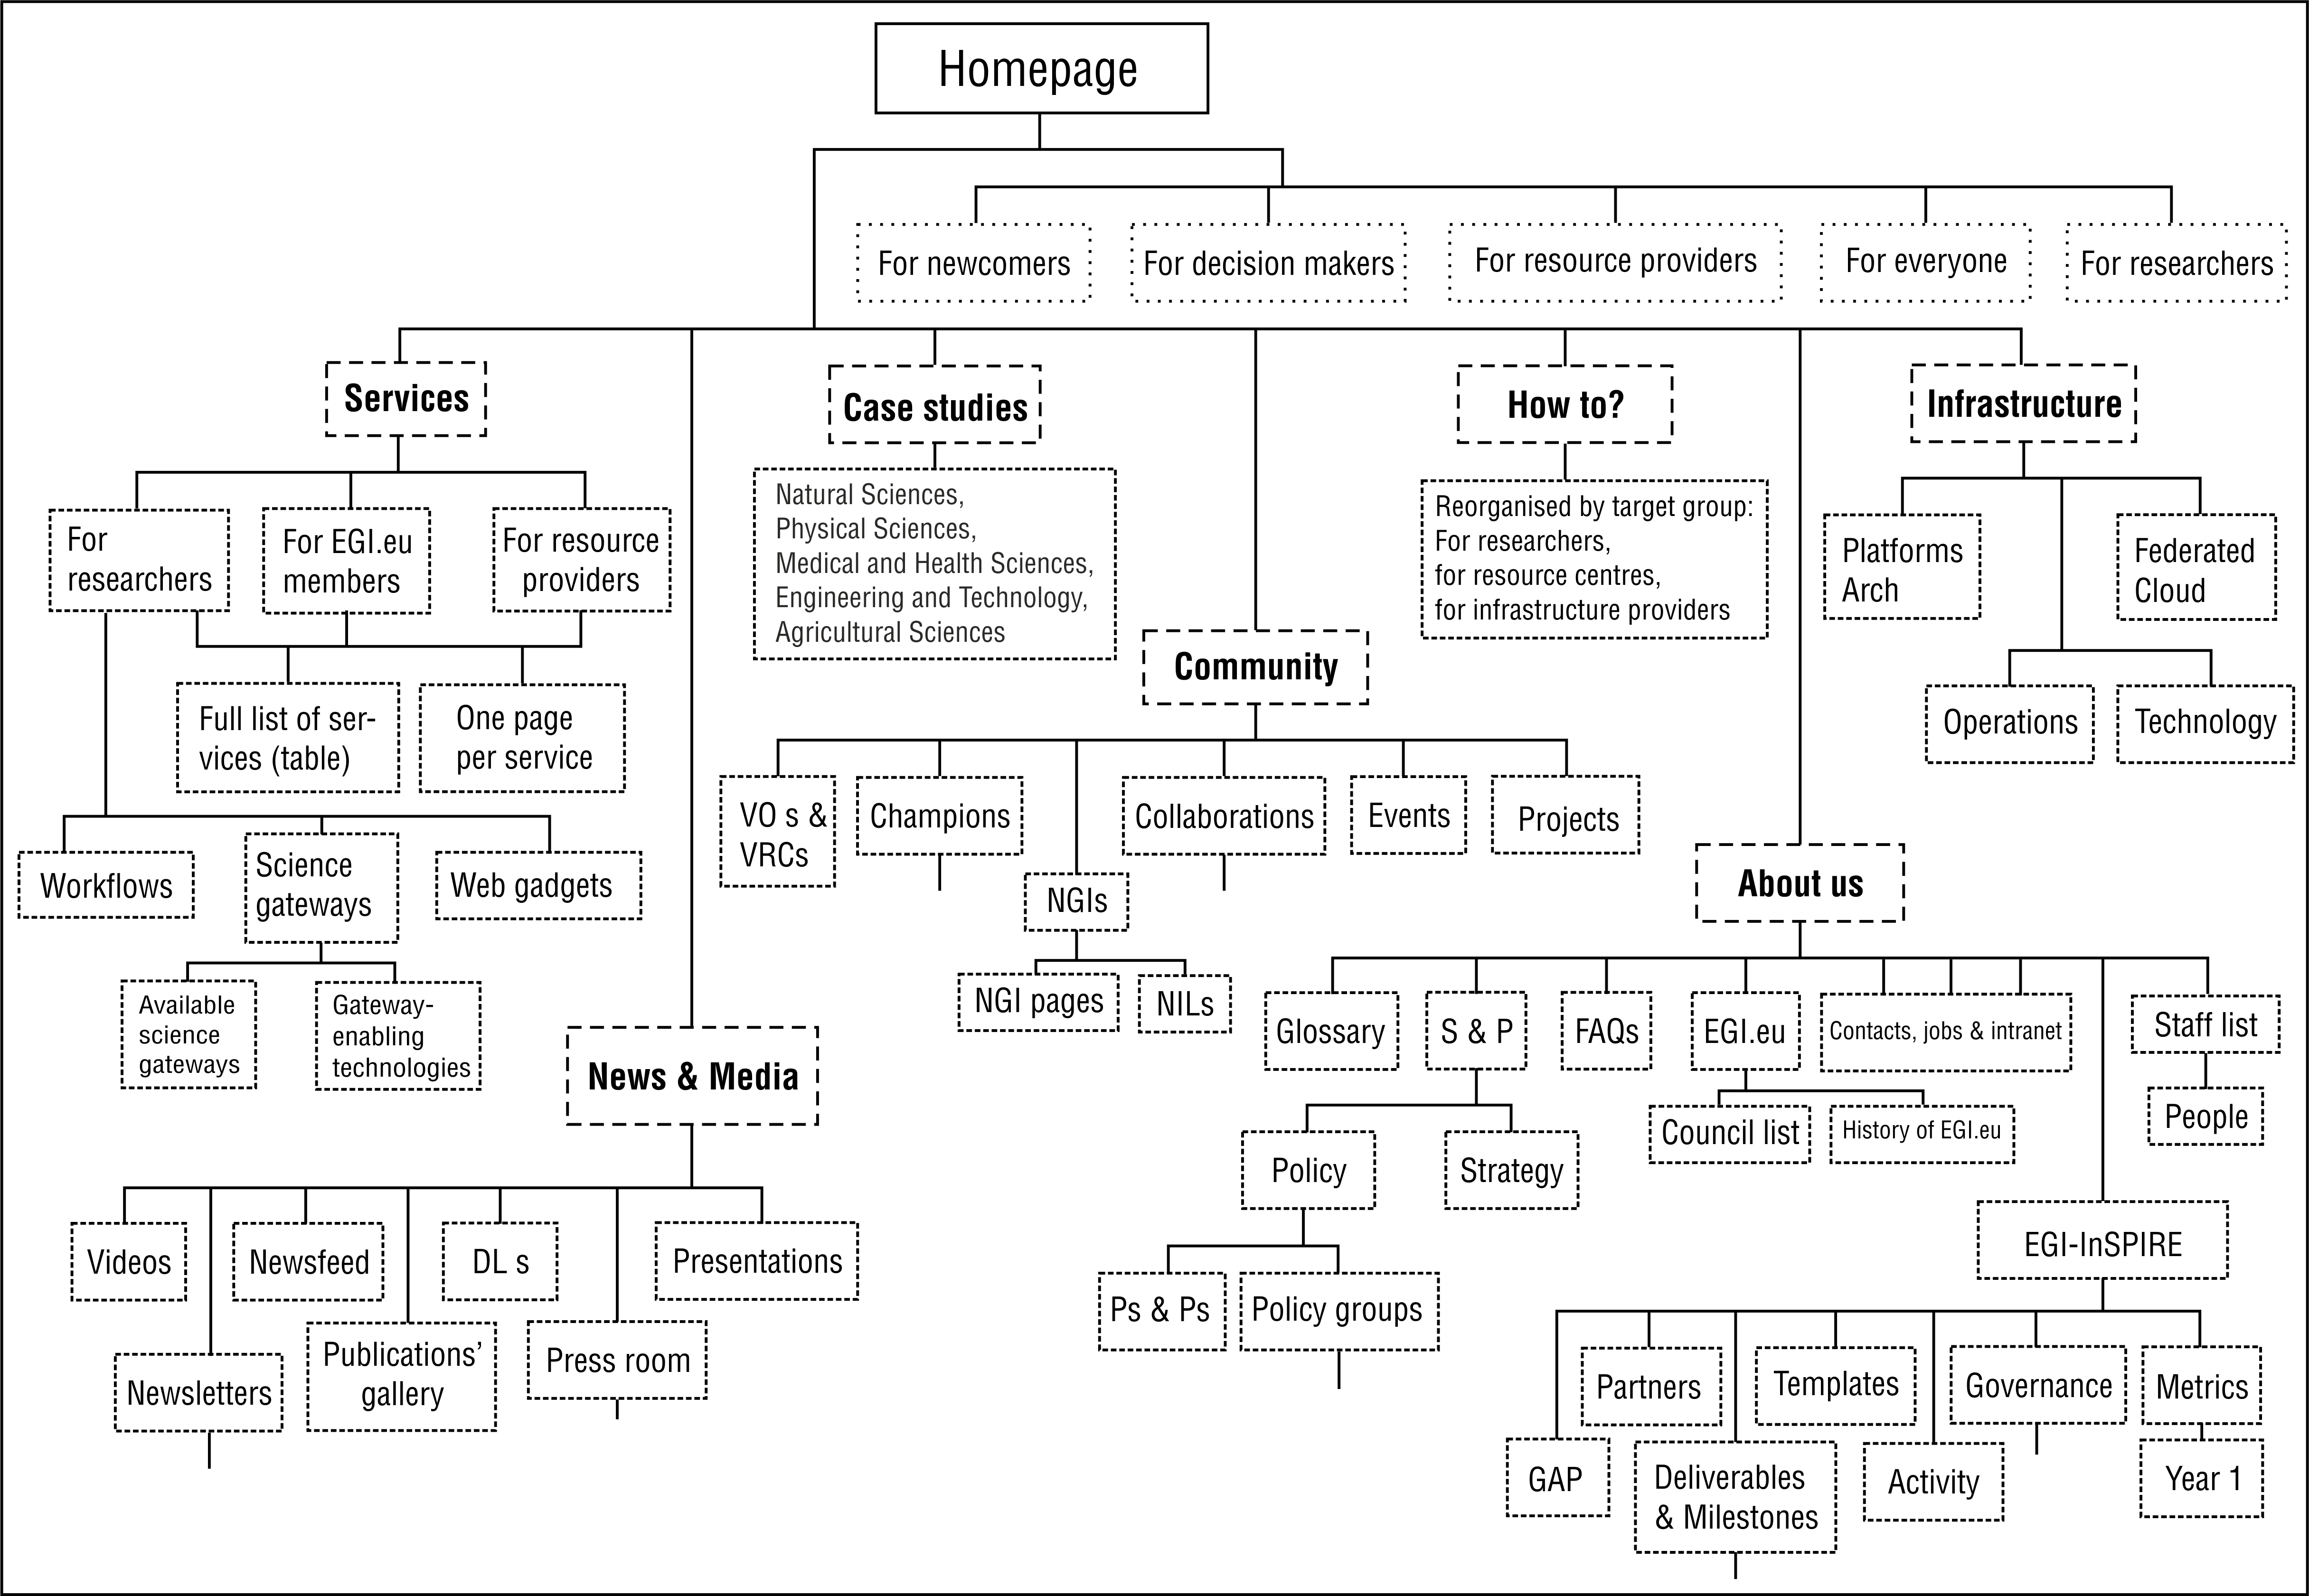 Homepage
For newcomers
For decision makers
For resource providers
For everyone
For researchers
Services
Case studies
How to?
Infrastructure
For
researchers
For EGI.eu
members
For resource
providers
Natural Sciences,
Physical Sciences,
Medical and Health Sciences,
Engineering and Technology,
Agricultural Sciences
Reorganised by target group:
For researchers,
for resource centres,
for infrastructure providers
Platforms
Arch
Federated
Cloud
Operations
Technology
Full list of ser-
vices (table)
One page
per service
Community
Workflows
Science
gateways
Web gadgets
Available
science
gateways
Gateway-
enabling
technologies
VO s &
VRCs
Champions
NGIs
Collaborations
Events
Projects
NGI pages
NILs
About us
Glossary
S & P
FAQs
EGI.eu
Contacts, jobs & intranet
Staff list
People
Council list
History of EGI.eu
Policy
Strategy
Ps & Ps
Policy groups
News & Media
Videos
Newsfeed
DL s
Presentations
Newsletters
Publications’
gallery
Press room
EGI-InSPIRE
Partners
Templates
Governance
Metrics
GAP
Deliverables
& Milestones
Activity
Year 1